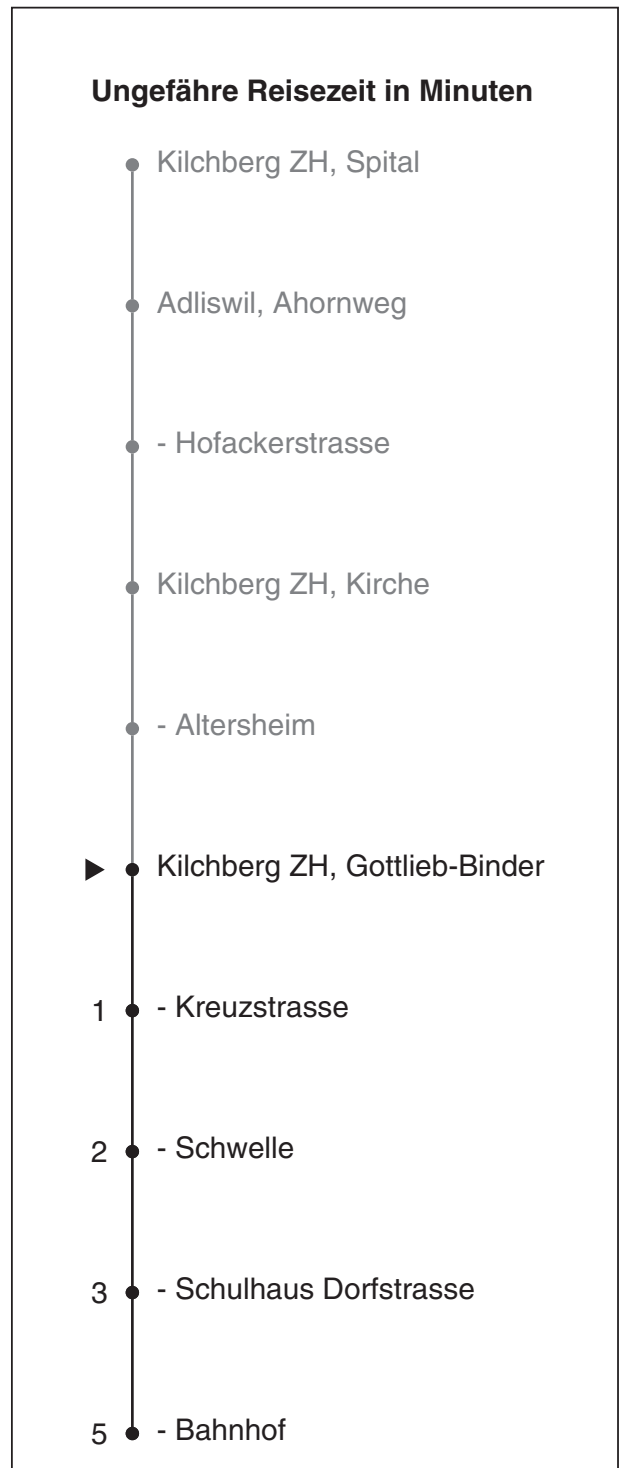 Ungefähre Reisezeit in Minuten
Kilchberg ZH, Spital
Adliswil, Ahornweg
- Hofackerstrasse
Kilchberg ZH, Kirche
- Altersheim
Kilchberg ZH, Gottlieb-Binder
1 - Kreuzstrasse
2 - Schwelle
3 - Schulhaus Dorfstrasse
5 - Bahnhof